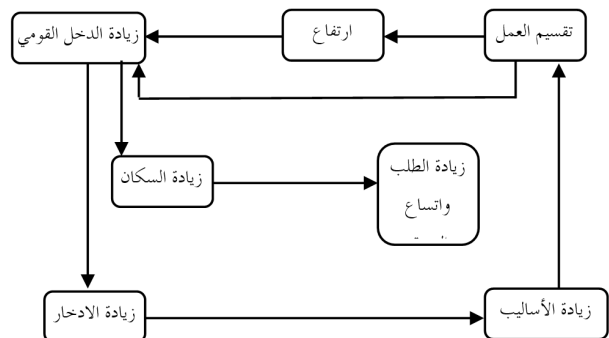 تقسيم العمل
ارتفاع
زيادة الدخل القومي
زيادة السكان
زيادة الطلب
واتساع
زيادة الأساليب
زيادة الادخار